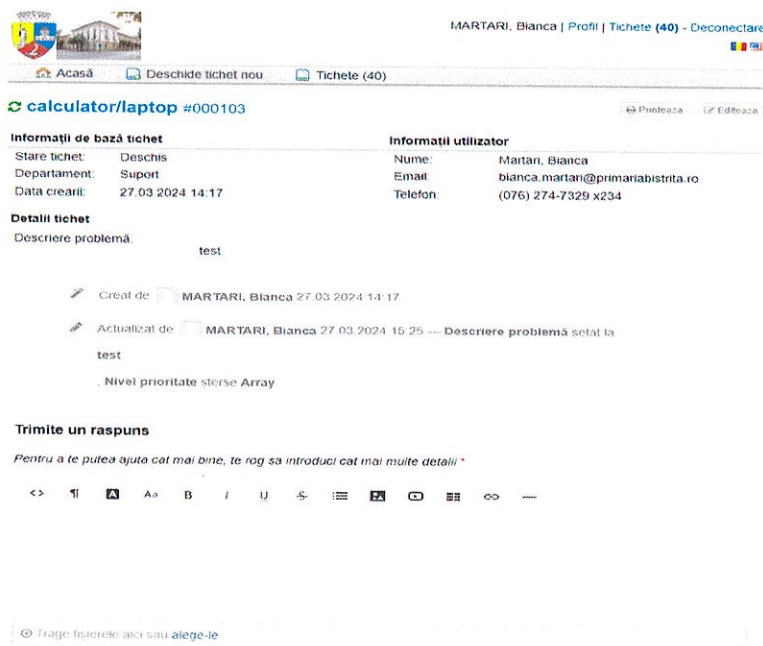 MARTARI, Bianca | Profil | Tichete (40) - Deconectare
Acasă Deschide tichet nou Tichete (40)
calculator/laptop #000103 Printeaza Editeaza
Informații de bază tichet Informații utilizator
Stare tichet: Deschis Nume: Martari, Bianca
Departament: Suport Email: bianca.martari@primariabistrita.ro
Data crearii: 27.03.2024 14:17 Telefon: (076) 274-7329 x234
Detalii tichet
Descriere problemă:
test
Creat de MARTARI, Bianca 27.03.2024 14:17
Actualizat de MARTARI, Bianca 27.03.2024 15:25 — Descriere problemă setat la
test
, Nivel prioritate sterse Array
Trimite un raspuns
Pentru a te putea ajuta cat mai bine, te rog sa introduci cat mai multe detalii *
<> ¶ A Aa B I U S
Trage fisierele aici sau alege-le